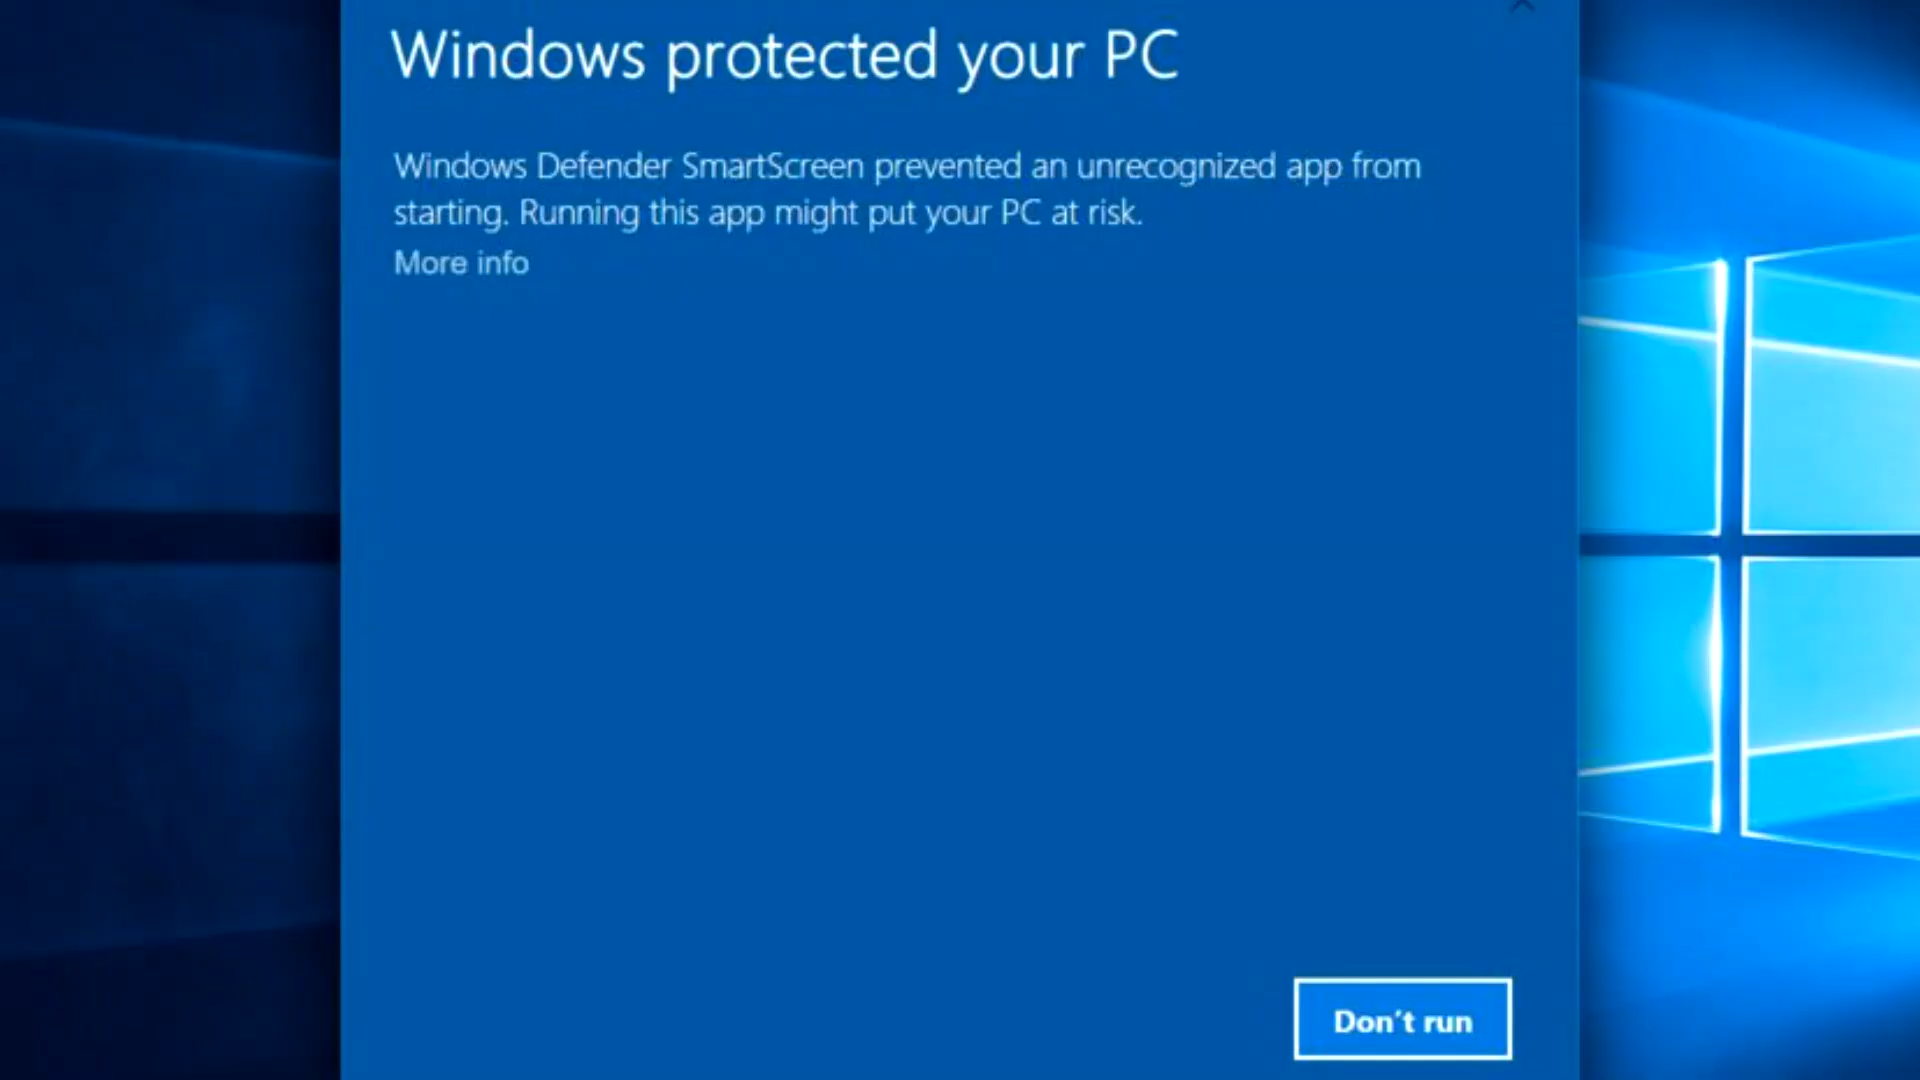 Windows protected your PC
Windows Defender SmartScreen prevented an unrecognized app from
starting. Running this app might put your PC at risk.
More info
Don't run